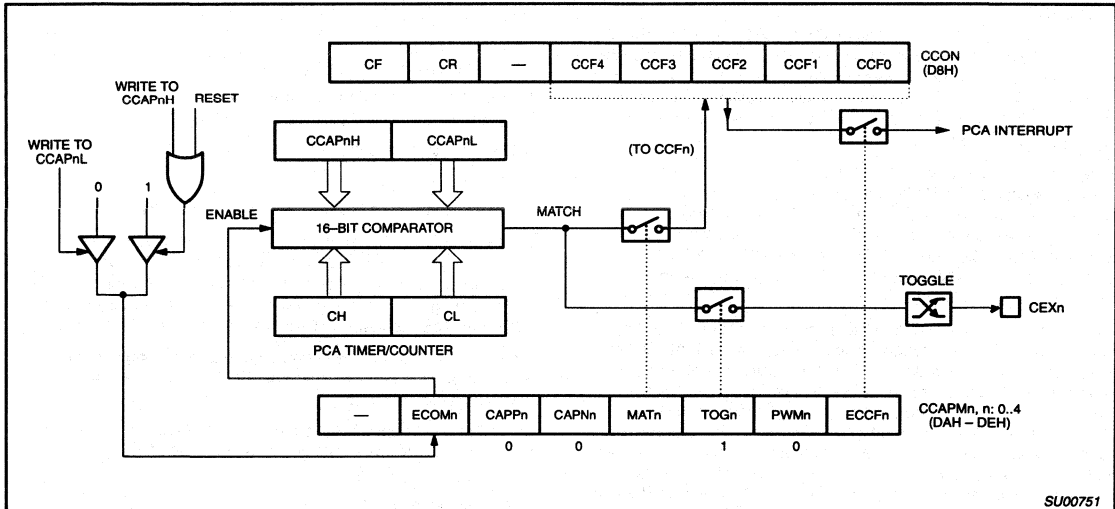 CF CR — CCF4 CCF3 CCF2 CCF1 CCF0
CCON
(D8H)
WRITE TO
CCAPnH
RESET
WRITE TO
CCAPnL
0
1
CCAPnH CCAPnL
(TO CCFn)
PCA INTERRUPT
ENABLE
16–BIT COMPARATOR
MATCH
TOGGLE
CH CL
CEXn
PCA TIMER/COUNTER
— ECOMn CAPPn CAPNn MATn TOGn PWMn ECCFn
CCAPMn, n: 0..4
(DAH – DEH)
0 0 1 0
SU00751